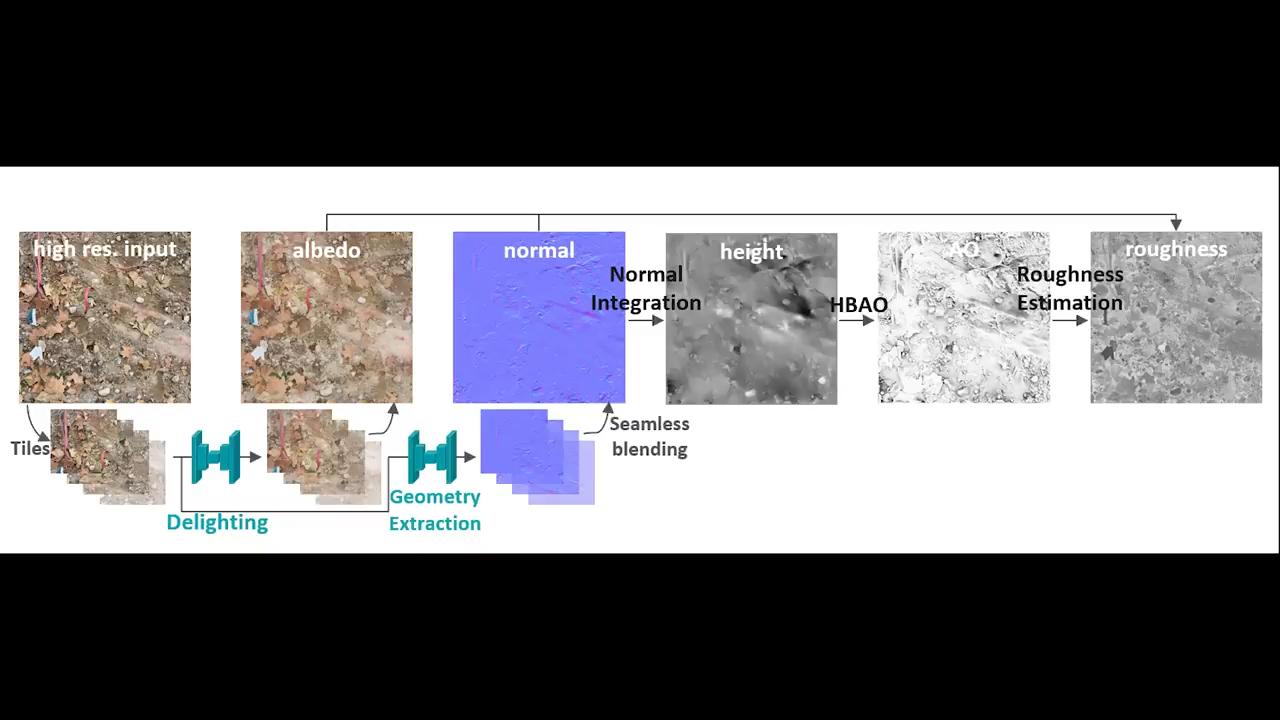 high res. input
albedo
normal
height
AO
roughness
Normal
Integration
HBAO
Roughness
Estimation
Tiles
Seamless
blending
Delighting
Geometry
Extraction